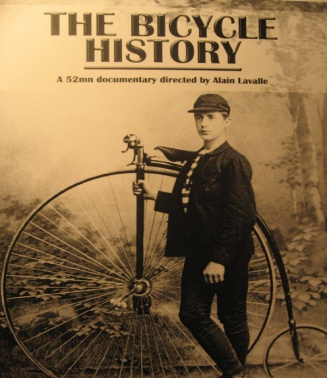 THE BICYCLE
HISTORY
A 52mn documentary directed by Alain Lavalle